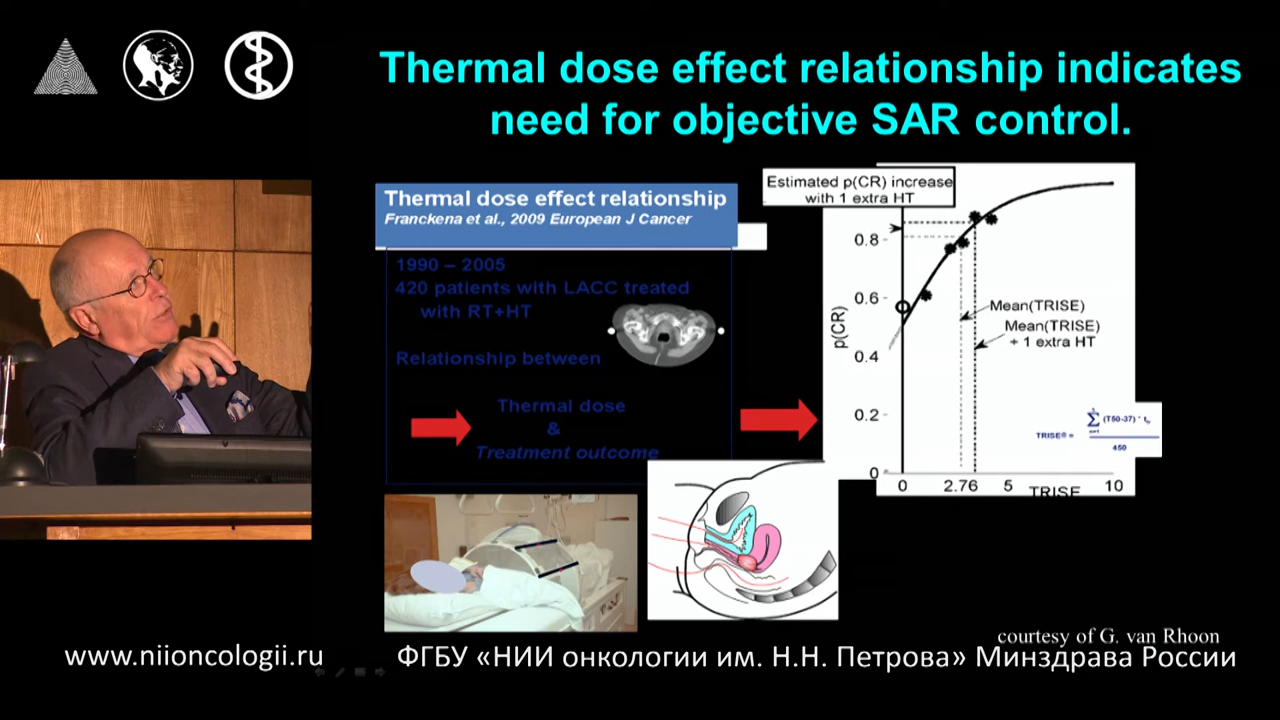 Thermal dose effect relationship indicates
need for objective SAR control.
Thermal dose effect relationship
Franckena et al., 2009 European J Cancer
1990 – 2005
420 patients with LACC treated
with RT+HT
Relationship between
Thermal dose
&
Treatment outcome
Estimated p(CR) increase
with 1 extra HT
p(CR)
0.8
0.6
0.4
0.2
0
Mean(TRISE)
Mean(TRISE)
+ 1 extra HT
0
2.76
5
10
TRISE
TRISE® =
∑ (T50-37) *
450
courtesy of G. van Rhoon
www.niioncologii.ru
ФГБУ «НИИ онкологии им. Н.Н. Петрова» Минздрава России